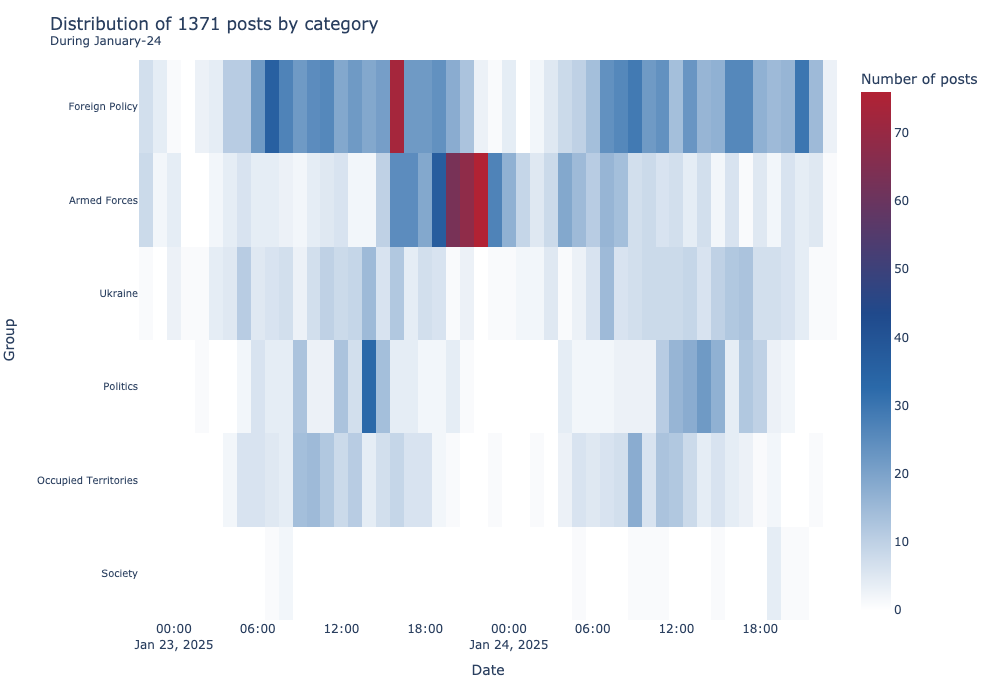 Distribution of 1371 posts by category
During January-24
Number of posts
Foreign Policy
Armed Forces
Ukraine
Politics
Occupied Territories
Society
Group
70
60
50
40
30
20
10
0
00:00 06:00 12:00 18:00 00:00 06:00 12:00 18:00
Jan 23, 2025 Jan 24, 2025
Date